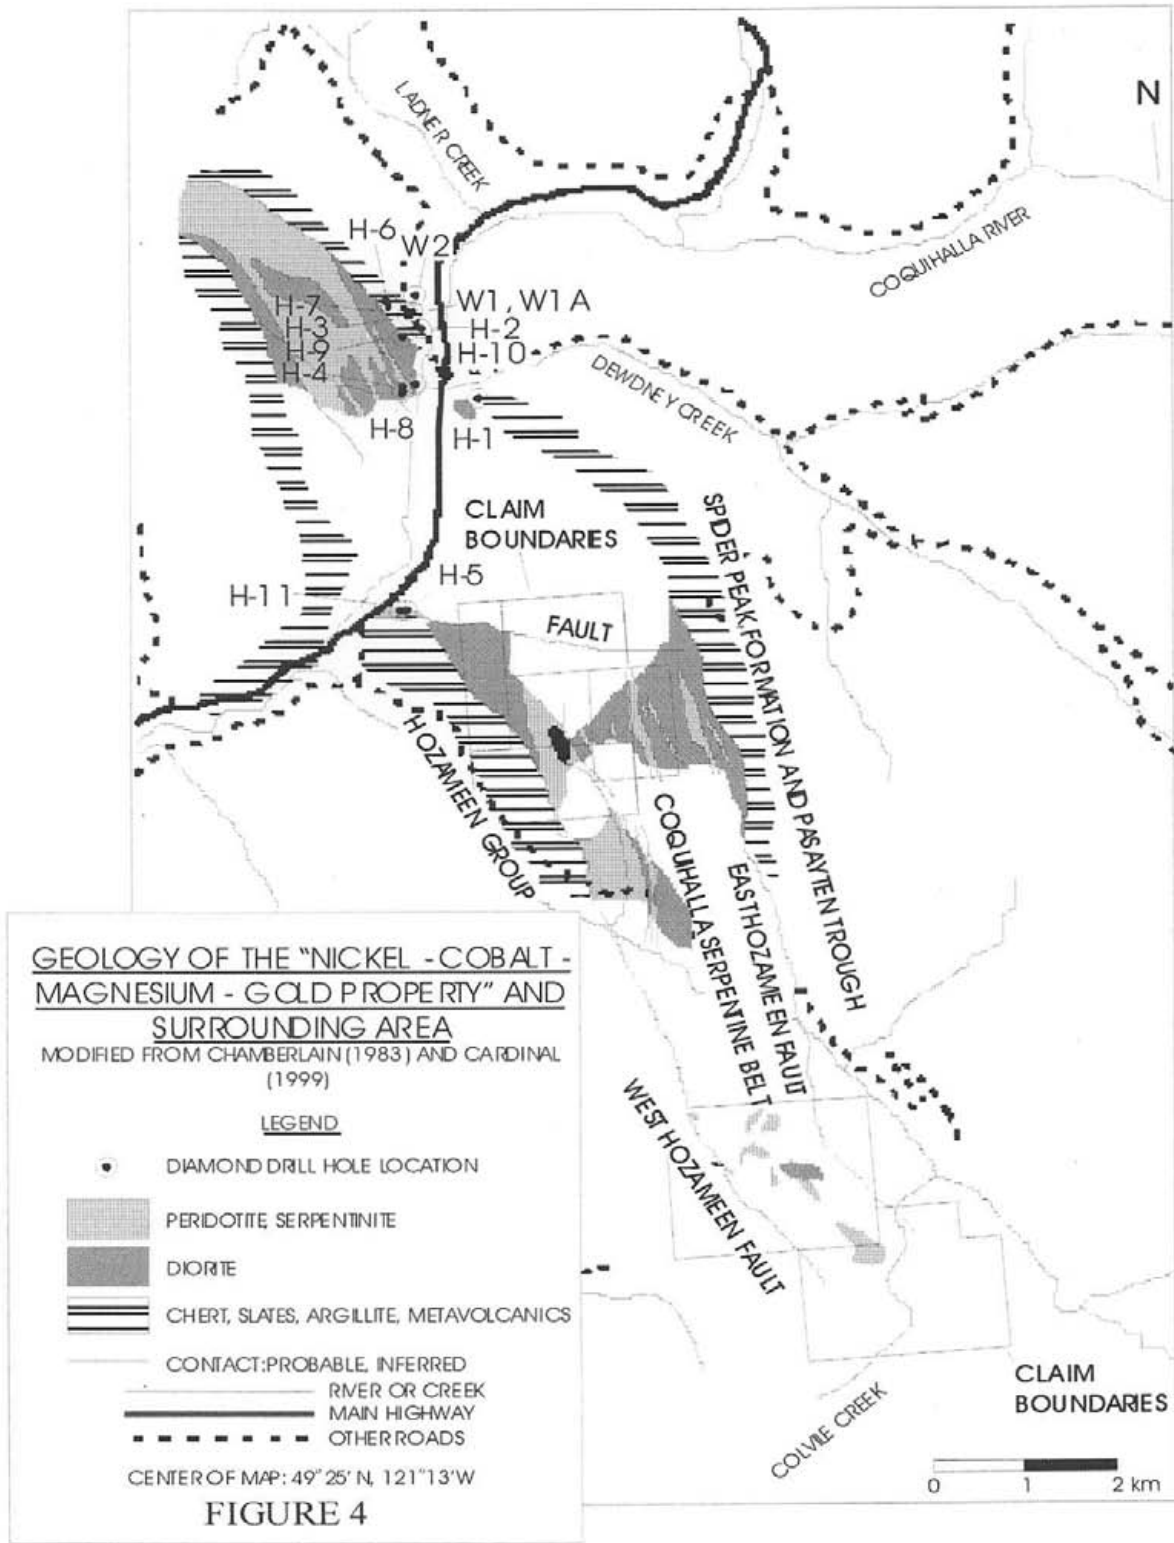 N
LADNER CREEK
COQUIHALLA RIVER
H-6
W2
H-7
W1, W1A
H-3
H-2
H-9
H-10
H-4
DEWDNEY CREEK
H-8
H-1
CLAIM
BOUNDARIES
SPIDER PEAK FORMATION AND PASAYTEN TROUGH
H-5
H-11
FAULT
HOZAMEEN GROUP
COQUIHALLA SERPENTINE BELT
EAST HOZAMEEN FAULT
WEST HOZAMEEN FAULT
GEOLOGY OF THE "NICKEL - COBALT -
MAGNESIUM - GOLD PROPERTY" AND
SURROUNDING AREA
MODIFIED FROM CHAMBERLAIN (1983) AND CARDINAL
(1999)
LEGEND
DIAMOND DRILL HOLE LOCATION
PERIDOTITE, SERPENTINITE
DIORITE
CHERT, SLATES, ARGILLITE, METAVOLCANICS
CONTACT:PROBABLE, INFERRED
RIVER OR CREEK
MAIN HIGHWAY
OTHER ROADS
CENTER OF MAP: 49°25' N, 121°13'W
FIGURE 4
CLAIM
BOUNDARIES
COLVILE CREEK
0 1 2 km